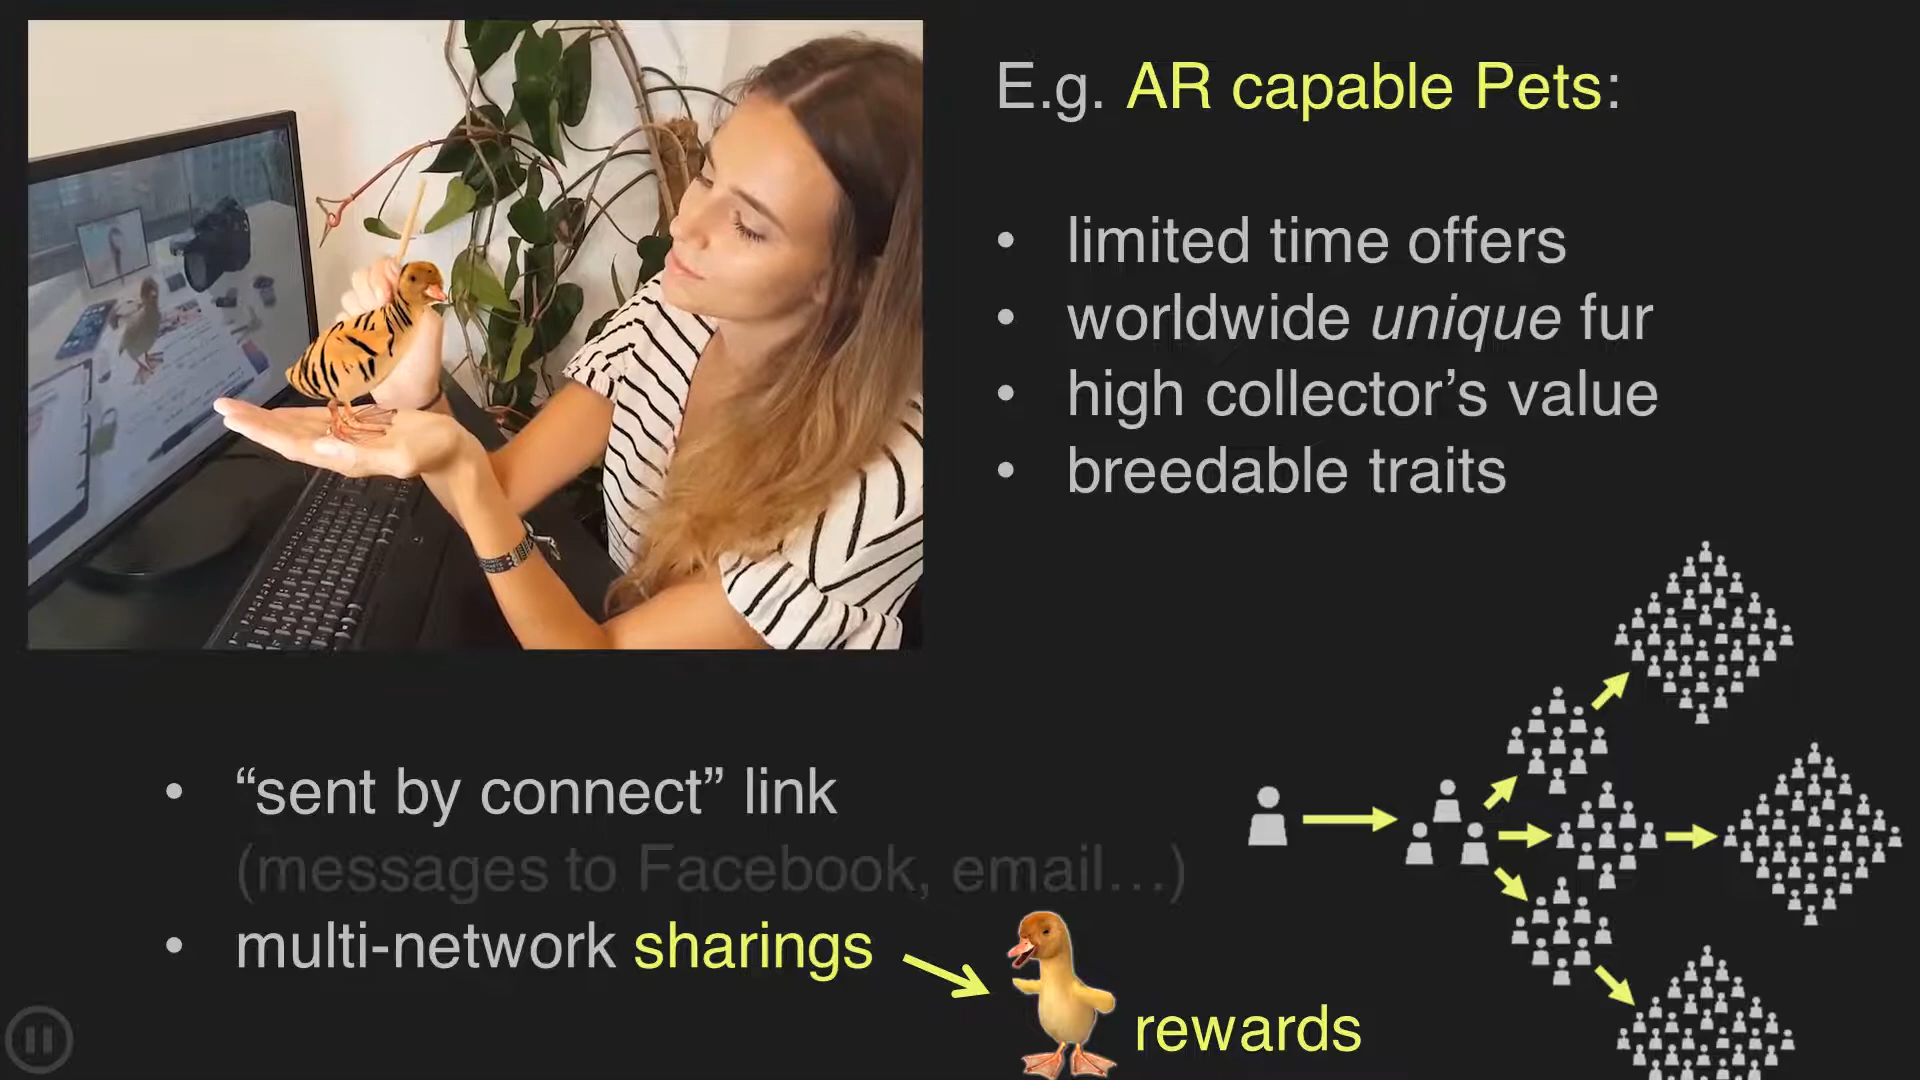 E.g. AR capable Pets:
• limited time offers
• worldwide unique fur
• high collector’s value
• breedable traits
• “sent by connect” link
(messages to Facebook, email…)
• multi-network sharings
rewards